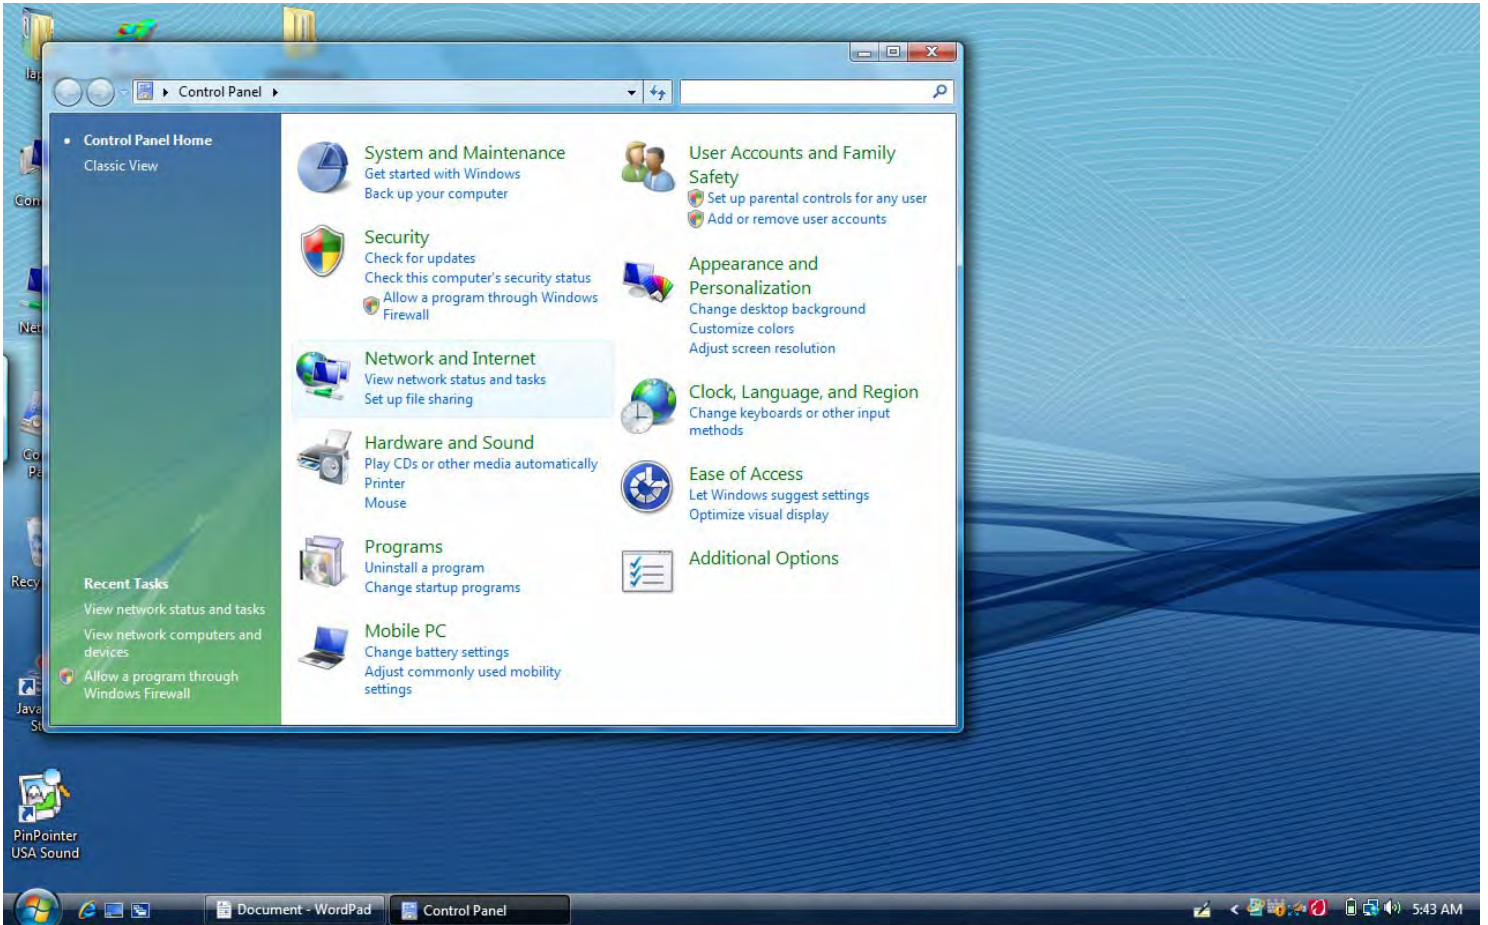 Control Panel
Control Panel Home
Classic View
System and Maintenance
Get started with Windows
Back up your computer
Security
Check for updates
Check this computer's security status
Allow a program through Windows
Firewall
Network and Internet
View network status and tasks
Set up file sharing
Hardware and Sound
Play CDs or other media automatically
Printer
Mouse
Programs
Uninstall a program
Change startup programs
Mobile PC
Change battery settings
Adjust commonly used mobility
settings
User Accounts and Family
Safety
Set up parental controls for any user
Add or remove user accounts
Appearance and
Personalization
Change desktop background
Customize colors
Adjust screen resolution
Clock, Language, and Region
Change keyboards or other input
methods
Ease of Access
Let Windows suggest settings
Optimize visual display
Additional Options
Recent Tasks
View network status and tasks
View network computers and
devices
Allow a program through
Windows Firewall
PinPointer
USA Sound
Document - WordPad
Control Panel
5:43 AM